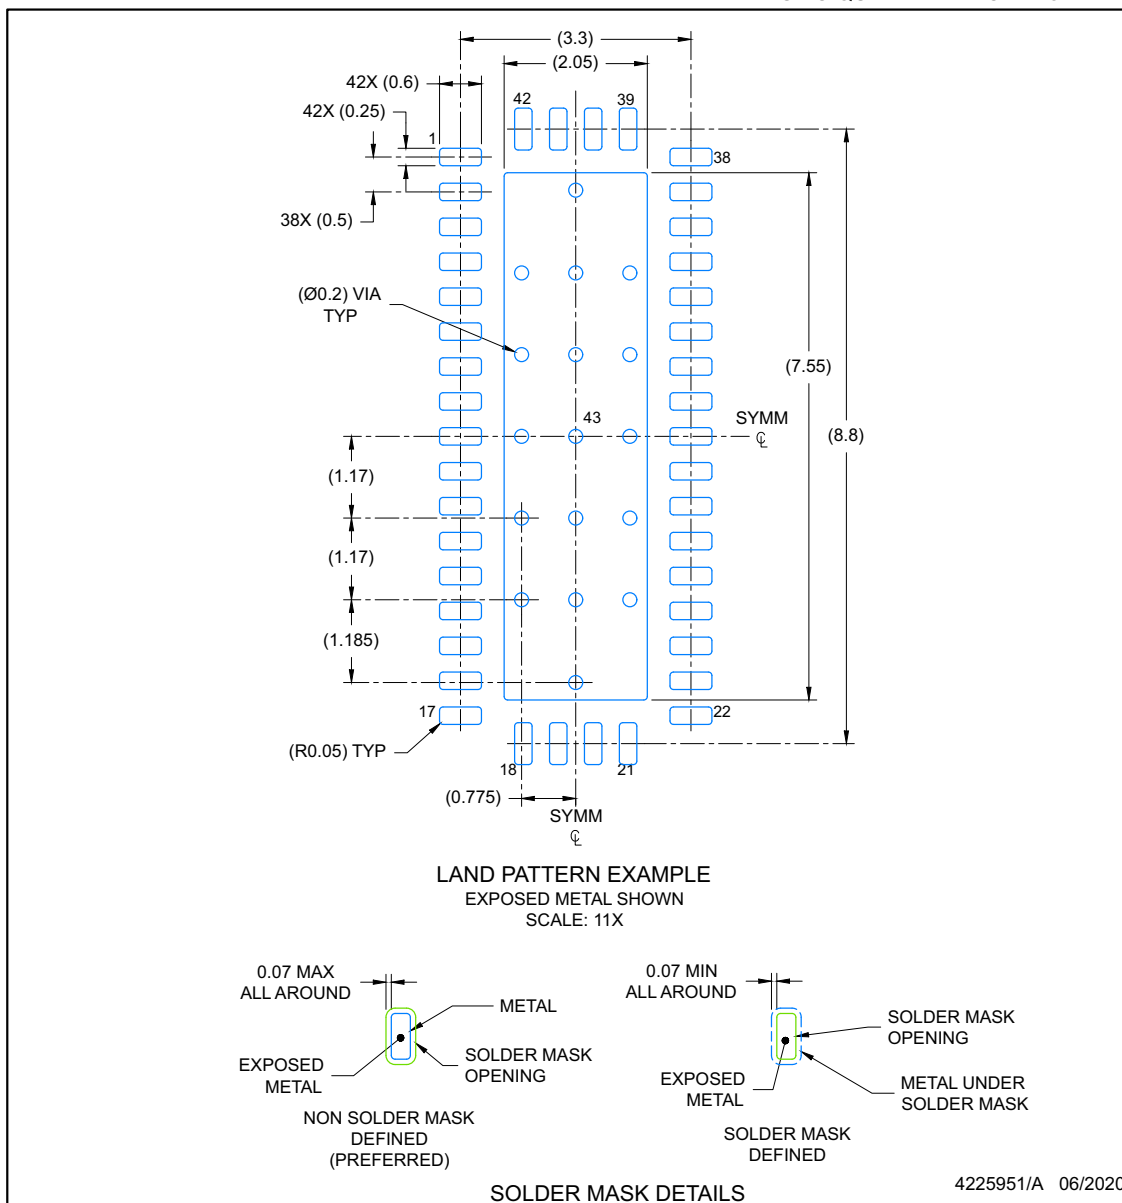 (3.3)
(2.05)
42X (0.6)
42X (0.25)
42
39
1
38
38X (0.5)
(Ø0.2) VIA
TYP
(7.55)
43
SYMM
℄
(8.8)
(1.17)
(1.17)
(1.185)
17
22
(R0.05) TYP
18
21
(0.775)
SYMM
℄
LAND PATTERN EXAMPLE
EXPOSED METAL SHOWN
SCALE: 11X
0.07 MAX
ALL AROUND
METAL
EXPOSED
METAL
SOLDER MASK
OPENING
NON SOLDER MASK
DEFINED
(PREFERRED)
0.07 MIN
ALL AROUND
SOLDER MASK
OPENING
EXPOSED
METAL
METAL UNDER
SOLDER MASK
SOLDER MASK
DEFINED
SOLDER MASK DETAILS
4225951/A 06/2020